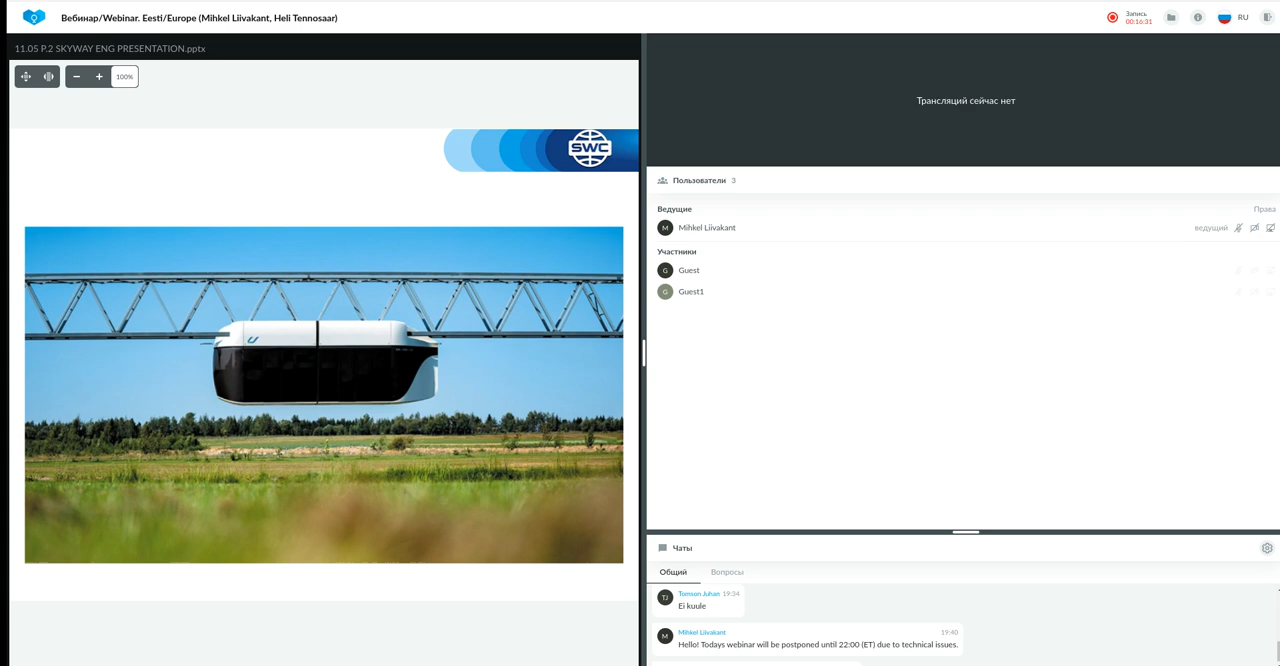 Вебинар/Webinar. Eesti/Europe (Mihkel Liivakant, Heli Tennosaar)
Запись
00:16:31
RU
11.05 P.2 SKYWAY ENG PRESENTATION.pptx
100%
SWC
Трансляций сейчас нет
Пользователи 3
Ведущие Права
M Mihkel Liivakant ведущий
Участники
G Guest
G Guest1
Чаты
Общий Вопросы
TJ Tomson Juhan 19:34
Ei kuule
M Mihkel Liivakant 19:40
Hello! Todays webinar will be postponed until 22:00 (ET) due to technical issues.